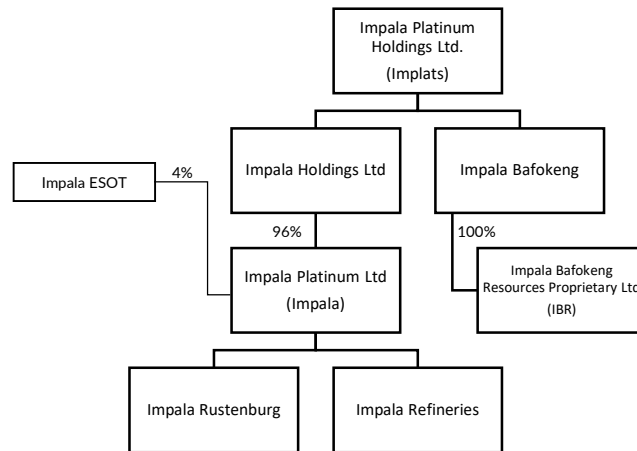 Impala Platinum
Holdings Ltd.
(Implats)
Impala Holdings Ltd
Impala Bafokeng
Impala ESOT
4%
96%
100%
Impala Platinum Ltd
(Impala)
Impala Bafokeng
Resources Proprietary Ltd
(IBR)
Impala Rustenburg
Impala Refineries